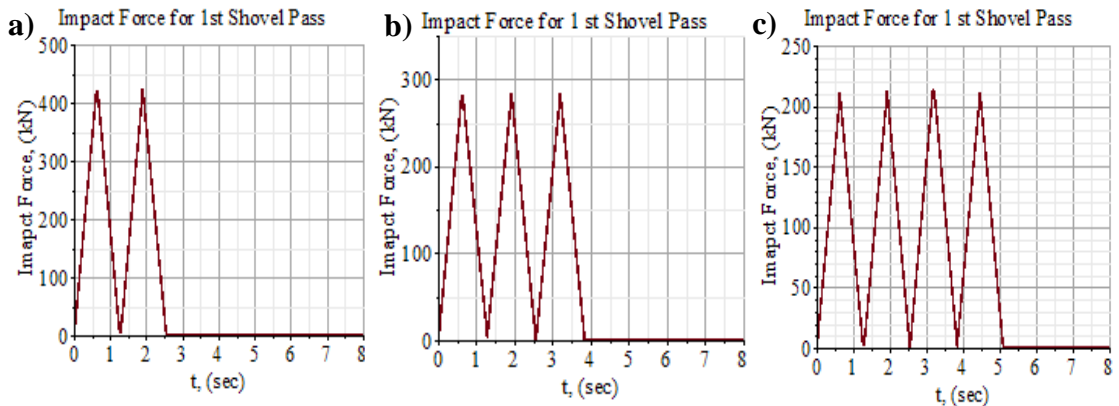 a)
Impact Force for 1st Shovel Pass
500
400
300
200
100
0
0 1 2 3 4 5 6 7 8
Imapct Force, (kN)
t, (sec)
b)
Impact Force for 1 st Shovel Pass
300
200
100
0
0 1 2 3 4 5 6 7 8
Imapct Force, (kN)
t, (sec)
c)
Impact Force for 1 st Shovel Pass
250
200
150
100
50
0
0 1 2 3 4 5 6 7 8
Imapct Force, (kN)
t, (sec)